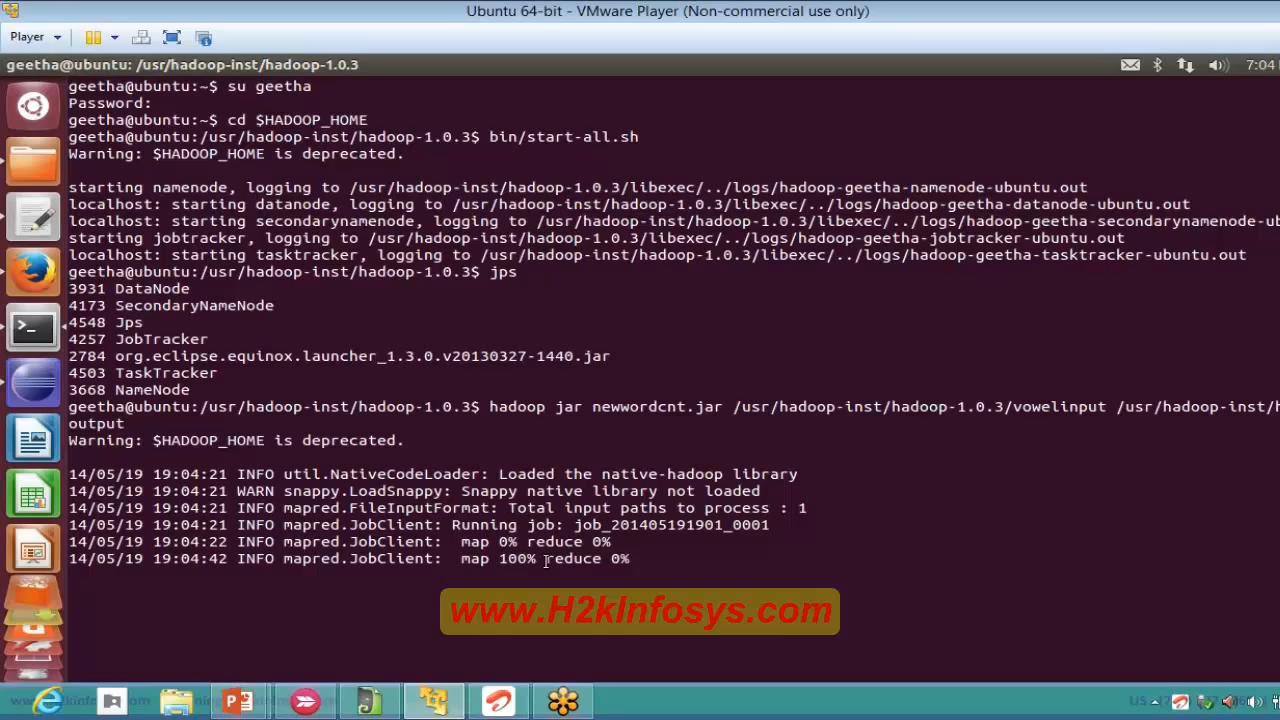 Ubuntu 64-bit - VMware Player (Non-commercial use only)
Player
geetha@ubuntu: /usr/hadoop-inst/hadoop-1.0.3
7:04
geetha@ubuntu:~$ su geetha
Password:
geetha@ubuntu:~$ cd $HADOOP_HOME
geetha@ubuntu:/usr/hadoop-inst/hadoop-1.0.3$ bin/start-all.sh
Warning: $HADOOP_HOME is deprecated.
starting namenode, logging to /usr/hadoop-inst/hadoop-1.0.3/libexec/../logs/hadoop-geetha-namenode-ubuntu.out
localhost: starting datanode, logging to /usr/hadoop-inst/hadoop-1.0.3/libexec/../logs/hadoop-geetha-datanode-ubuntu.out
localhost: starting secondarynamenode, logging to /usr/hadoop-inst/hadoop-1.0.3/libexec/../logs/hadoop-geetha-secondarynamenode-ub
starting jobtracker, logging to /usr/hadoop-inst/hadoop-1.0.3/libexec/../logs/hadoop-geetha-jobtracker-ubuntu.out
localhost: starting tasktracker, logging to /usr/hadoop-inst/hadoop-1.0.3/libexec/../logs/hadoop-geetha-tasktracker-ubuntu.out
geetha@ubuntu:/usr/hadoop-inst/hadoop-1.0.3$ jps
3931 DataNode
4173 SecondaryNameNode
4548 Jps
4257 JobTracker
2784 org.eclipse.equinox.launcher_1.3.0.v20130327-1440.jar
4503 TaskTracker
3668 NameNode
geetha@ubuntu:/usr/hadoop-inst/hadoop-1.0.3$ hadoop jar newwordcnt.jar /usr/hadoop-inst/hadoop-1.0.3/vowelinput /usr/hadoop-inst/h
output
Warning: $HADOOP_HOME is deprecated.
14/05/19 19:04:21 INFO util.NativeCodeLoader: Loaded the native-hadoop library
14/05/19 19:04:21 WARN snappy.LoadSnappy: Snappy native library not loaded
14/05/19 19:04:21 INFO mapred.FileInputFormat: Total input paths to process : 1
14/05/19 19:04:21 INFO mapred.JobClient: Running job: job_201405191901_0001
14/05/19 19:04:22 INFO mapred.JobClient:  map 0% reduce 0%
14/05/19 19:04:42 INFO mapred.JobClient:  map 100% reduce 0%
www.H2kInfosys.com